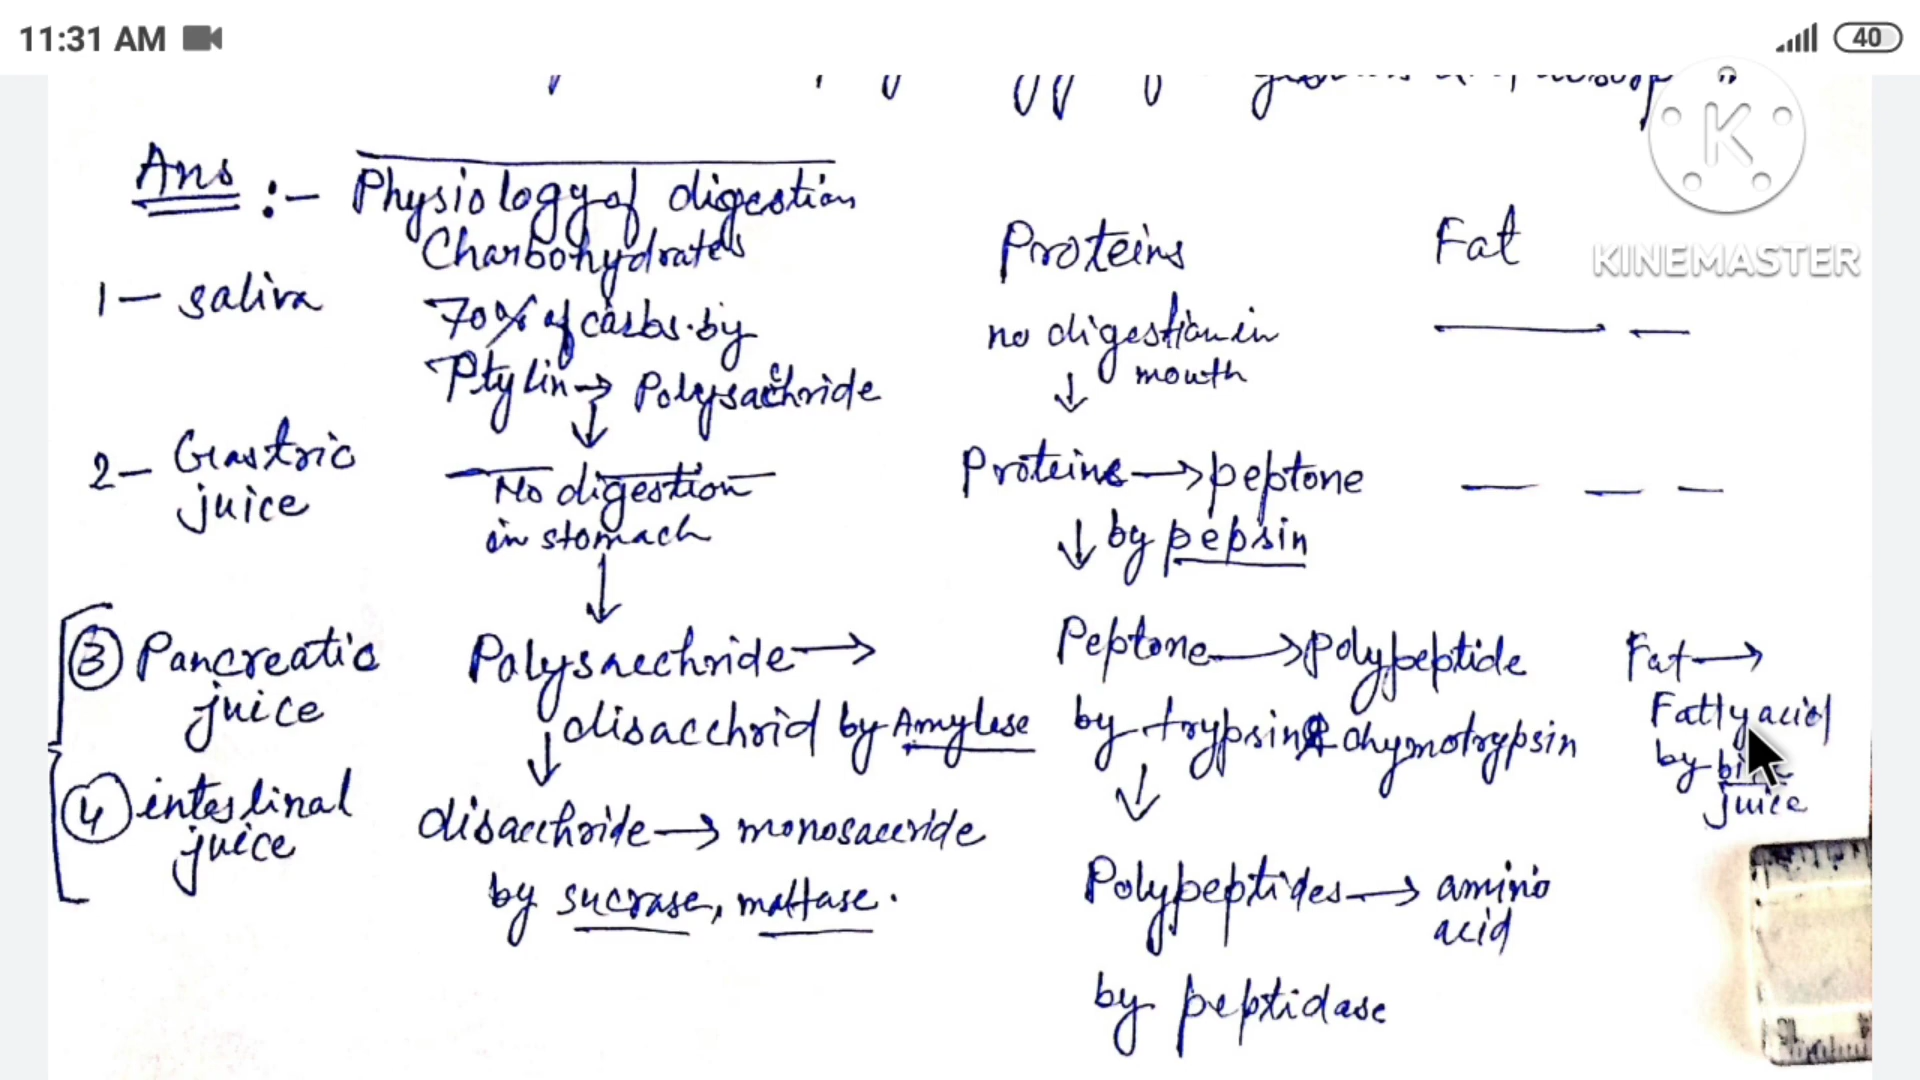 11:31 AM
40
Ans :- Physiology of digestion
Charbohydrates
Proteins
Fat
KINEMASTER
1- saliva
70% of carbs. by
Ptylin → Polysacchride
no digestion in
mouth
2- Gastric
juice
No digestion
in stomach
Proteins → peptone
by pepsin
3 Pancreatic
juice
Polysaechride →
disacchrid by Amylese
Peptone → polypeptide
by trypsin & chymotrypsin
Fat →
Fatty acid
by bile
juice
4 intestinal
juice
disacchride → monosaccride
by sucrase, maltase.
Polypeptides → amino
acid
by peptidase